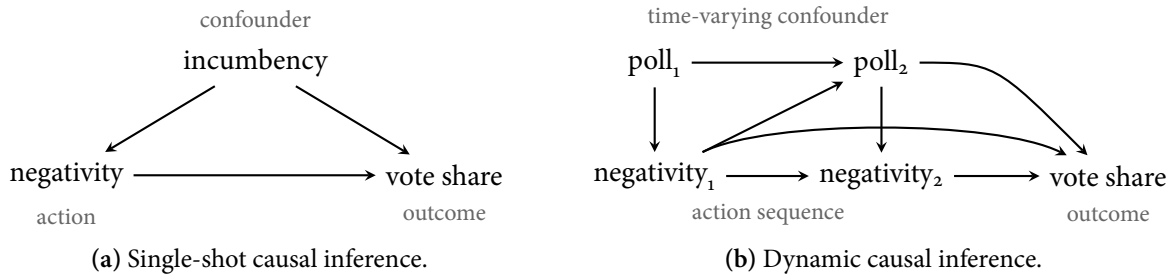 confounder
incumbency
negativity
vote share
action
outcome
(a) Single-shot causal inference.
time-varying confounder
poll₁
poll₂
negativity₁
negativity₂
vote share
action sequence
outcome
(b) Dynamic causal inference.